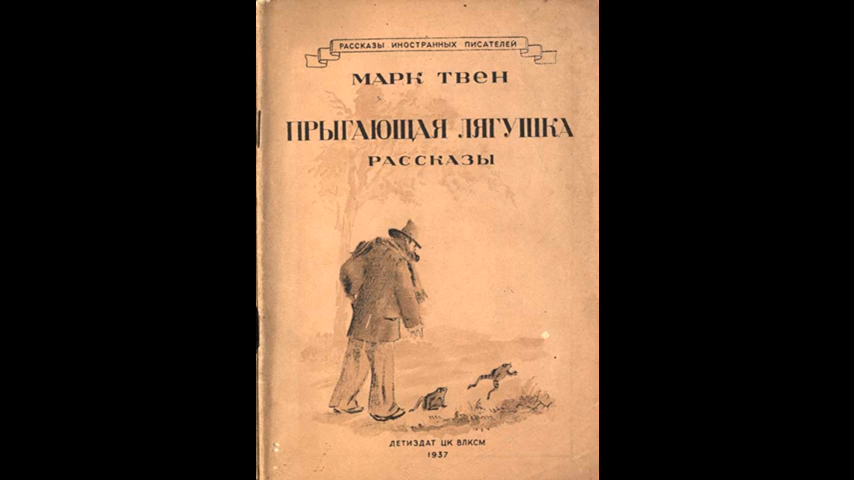 РАССКАЗЫ ИНОСТРАННЫХ ПИСАТЕЛЕЙ
МАРК ТВЕН
ПРЫГАЮЩАЯ ЛЯГУШКА
РАССКАЗЫ
ДЕТИЗДАТ ЦК ВЛКСМ
1937